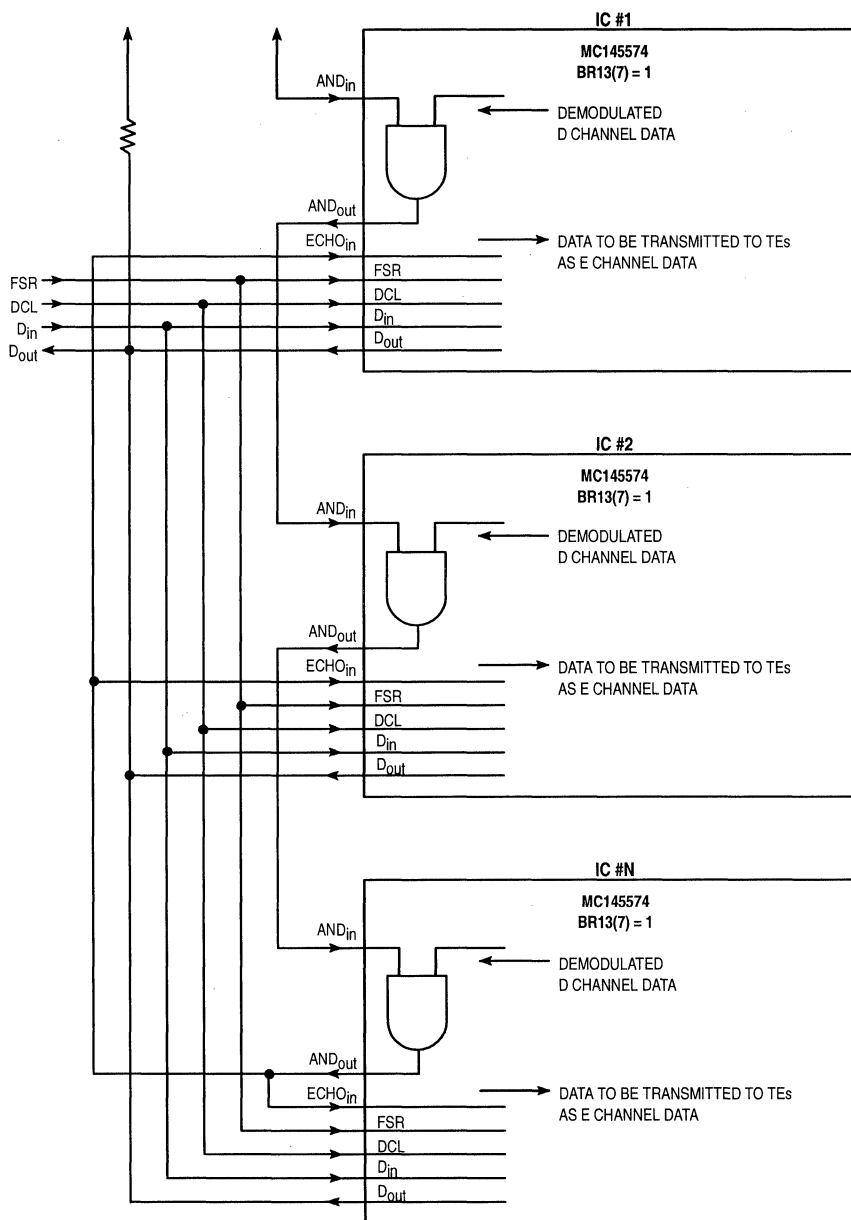 IC #1
MC145574
BR13(7) = 1
ANDin
DEMODULATED
D CHANNEL DATA
ANDout
ECHOin
DATA TO BE TRANSMITTED TO TEs
AS E CHANNEL DATA
FSR
FSR
DCL
DCL
Din
Din
Dout
Dout
IC #2
MC145574
BR13(7) = 1
ANDin
DEMODULATED
D CHANNEL DATA
ANDout
ECHOin
DATA TO BE TRANSMITTED TO TEs
AS E CHANNEL DATA
FSR
DCL
Din
Dout
IC #N
MC145574
BR13(7) = 1
ANDin
DEMODULATED
D CHANNEL DATA
ANDout
ECHOin
DATA TO BE TRANSMITTED TO TEs
AS E CHANNEL DATA
FSR
DCL
Din
Dout